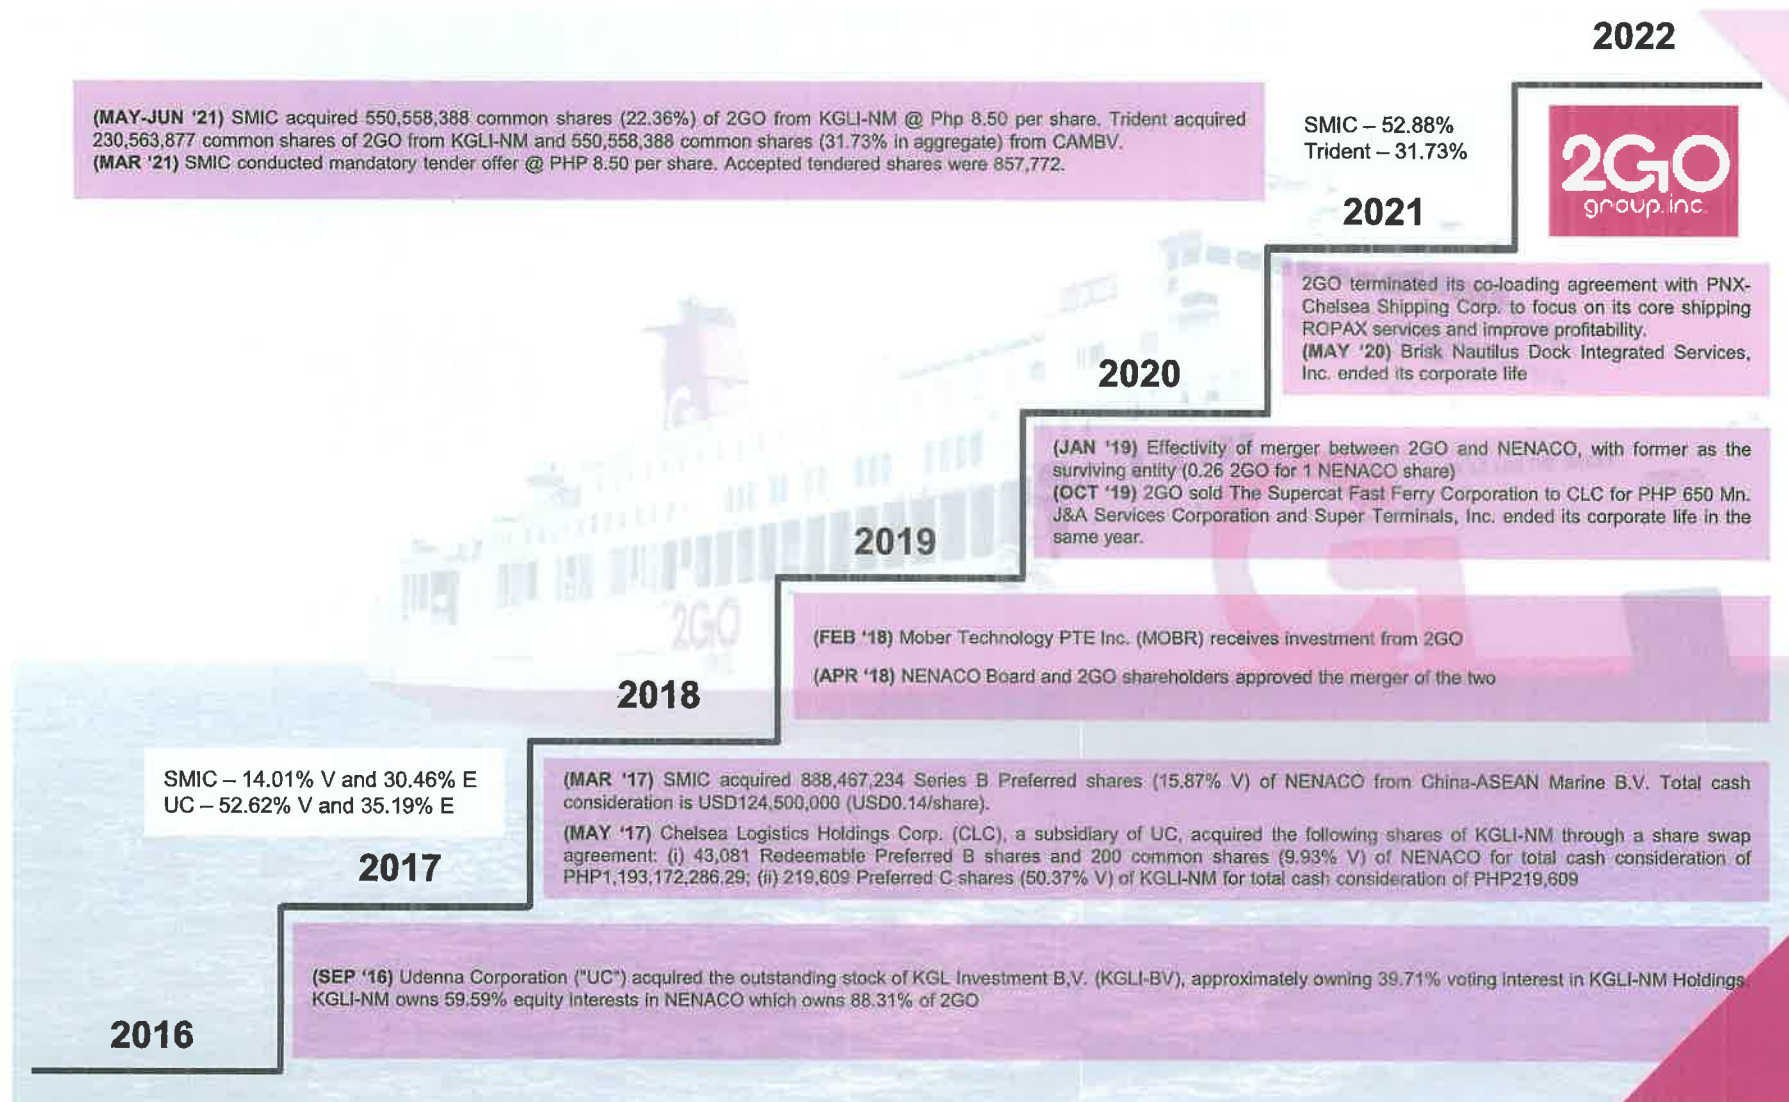 2022
(MAY-JUN '21) SMIC acquired 550,558,388 common shares (22.36%) of 2GO from KGLI-NM @ Php 8.50 per share. Trident acquired
230,563,877 common shares of 2GO from KGLI-NM and 550,558,388 common shares (31.73% in aggregate) from CAMBV.
(MAR '21) SMIC conducted mandatory tender offer @ PHP 8.50 per share. Accepted tendered shares were 857,772.
SMIC – 52.88%
Trident – 31.73%
2GO
group.inc.
2021
2GO terminated its co-loading agreement with PNX-
Chelsea Shipping Corp. to focus on its core shipping
ROPAX services and improve profitability.
(MAY '20) Brisk Nautilus Dock Integrated Services,
Inc. ended its corporate life
2020
(JAN '19) Effectivity of merger between 2GO and NENACO, with former as the
surviving entity (0.26 2GO for 1 NENACO share)
(OCT '19) 2GO sold The Supercat Fast Ferry Corporation to CLC for PHP 650 Mn.
J&A Services Corporation and Super Terminals, Inc. ended its corporate life in the
same year.
2019
2GO
(FEB '18) Mober Technology PTE Inc. (MOBR) receives investment from 2GO
(APR '18) NENACO Board and 2GO shareholders approved the merger of the two
2018
SMIC – 14.01% V and 30.46% E
UC – 52.62% V and 35.19% E
(MAR '17) SMIC acquired 888,467,234 Series B Preferred shares (15.87% V) of NENACO from China-ASEAN Marine B.V. Total cash
consideration is USD124,500,000 (USD0.14/share).
(MAY '17) Chelsea Logistics Holdings Corp. (CLC), a subsidiary of UC, acquired the following shares of KGLI-NM through a share swap
agreement: (i) 43,081 Redeemable Preferred B shares and 200 common shares (9.93% V) of NENACO for total cash consideration of
PHP1,193,172,286.29; (ii) 219,609 Preferred C shares (50.37% V) of KGLI-NM for total cash consideration of PHP219,609
2017
(SEP '16) Udenna Corporation ("UC") acquired the outstanding stock of KGL Investment B.V. (KGLI-BV), approximately owning 39.71% voting interest in KGLI-NM Holdings.
KGLI-NM owns 59.59% equity interests in NENACO which owns 88.31% of 2GO
2016